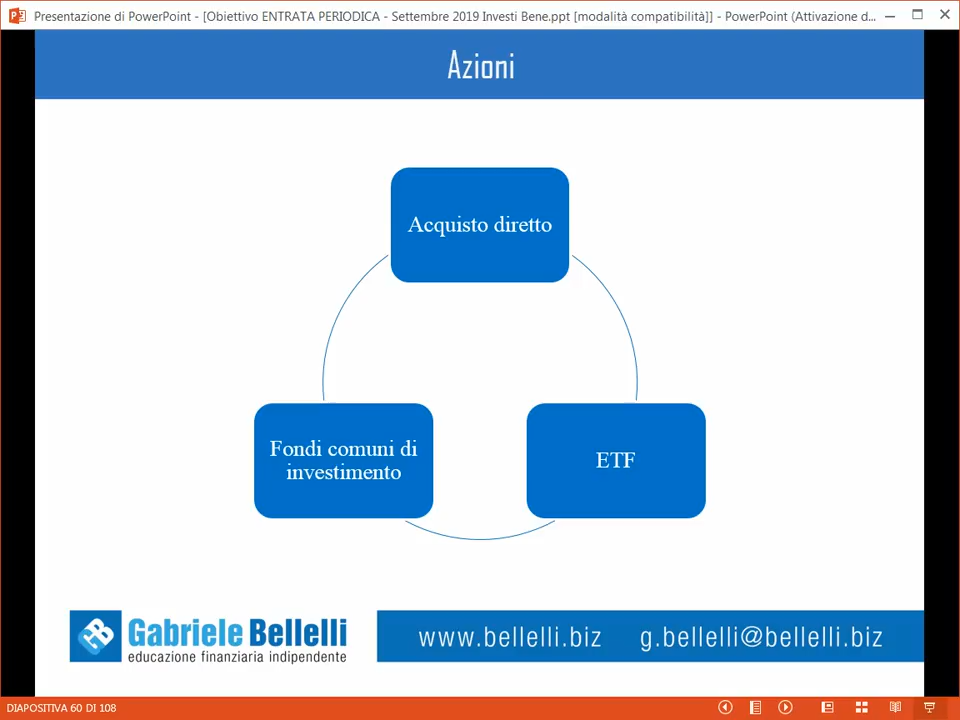 Presentazione di PowerPoint - [Obiettivo ENTRATA PERIODICA - Settembre 2019 Investi Bene.ppt [modalità compatibilità]] - PowerPoint (Attivazione d...
Azioni
Acquisto diretto
Fondi comuni di
investimento
ETF
Gabriele Bellelli
educazione finanziaria indipendente
www.bellelli.biz g.bellelli@bellelli.biz
DIAPOSITIVA 60 DI 108